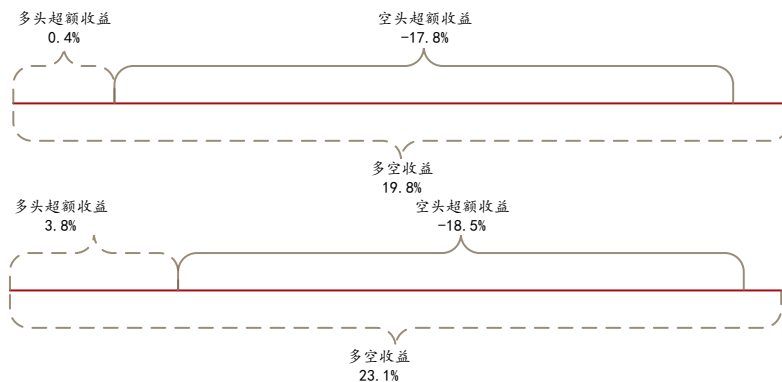 多头超额收益
0.4%
空头超额收益
-17.8%
多空收益
19.8%
多头超额收益
3.8%
空头超额收益
-18.5%
多空收益
23.1%